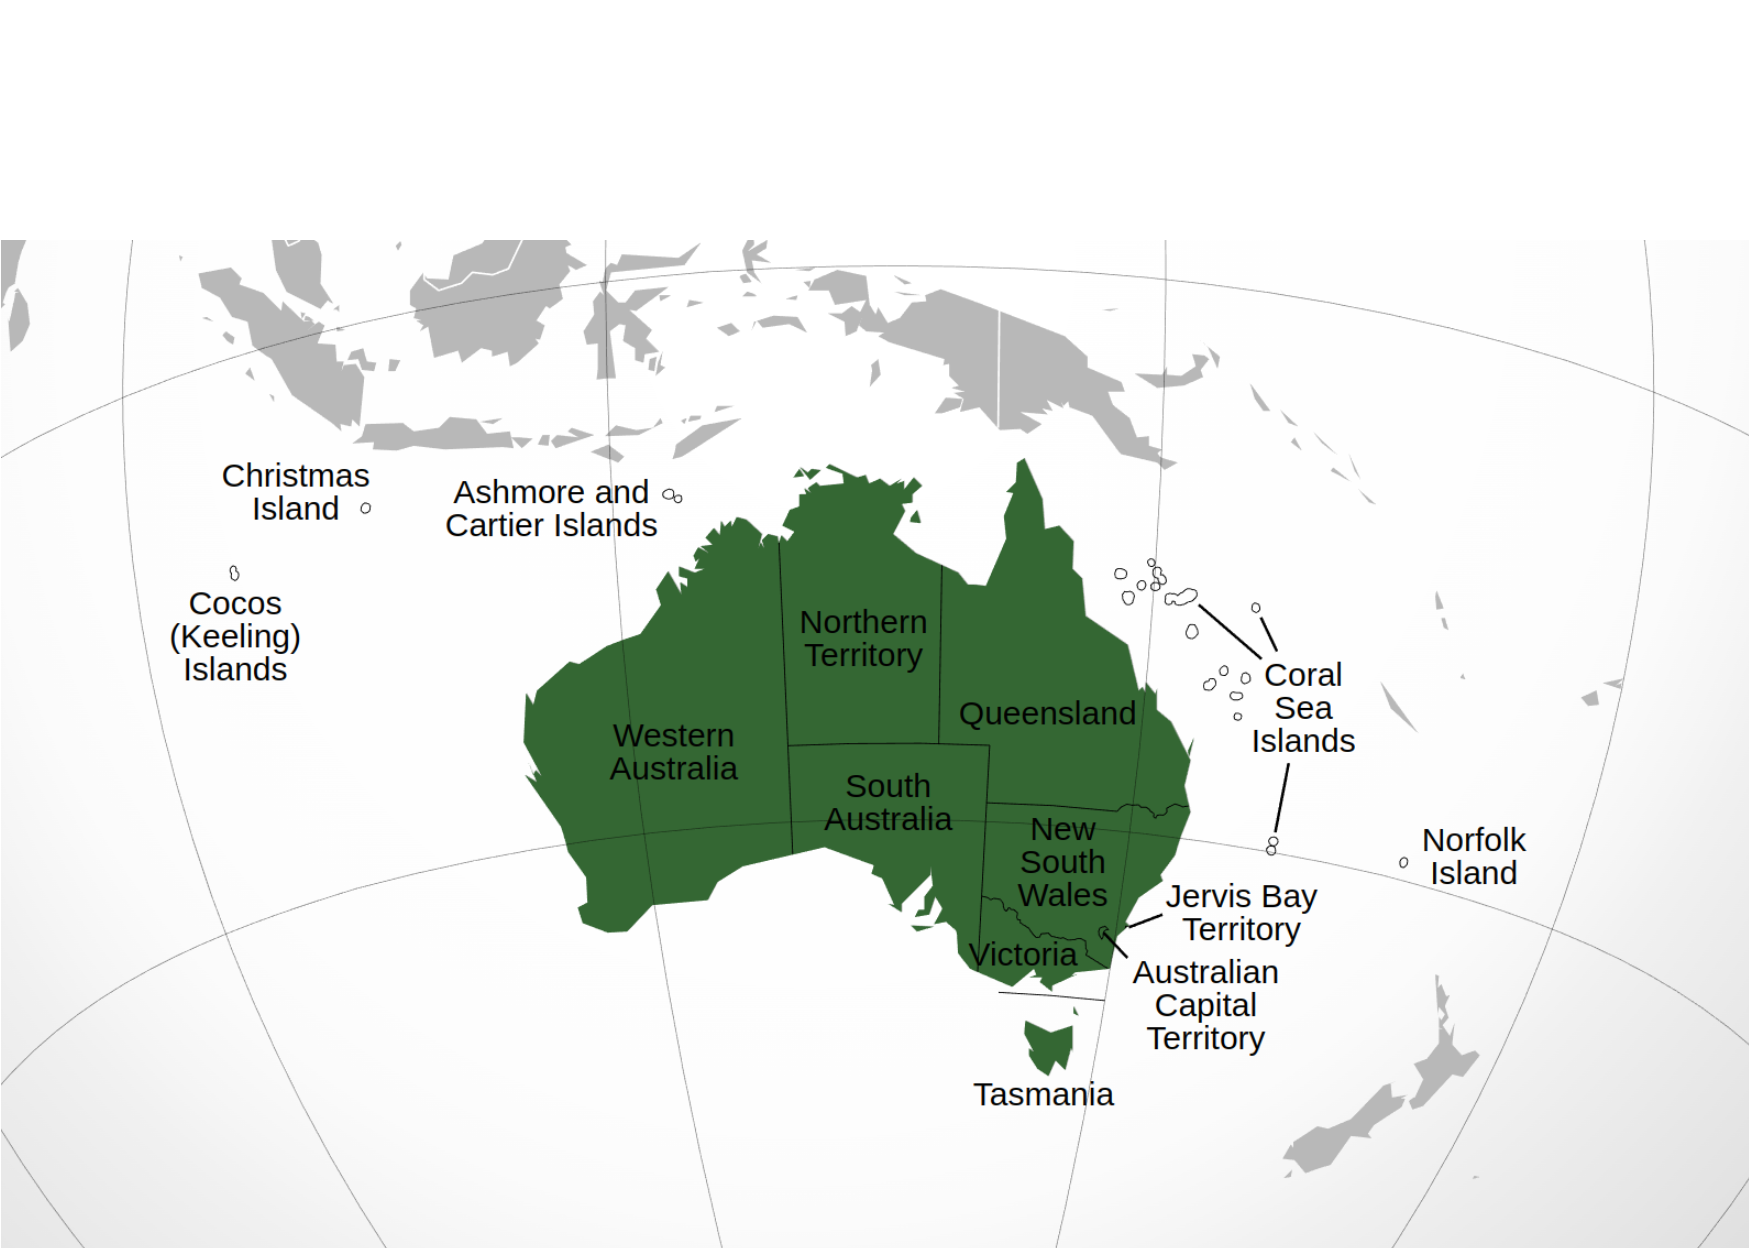 Christmas
Island
Ashmore and
Cartier Islands
Cocos
(Keeling)
Islands
Northern
Territory
Western
Australia
Queensland
South
Australia
New
South
Wales
Victoria
Tasmania
Coral
Sea
Islands
Norfolk
Island
Jervis Bay
Territory
Australian
Capital
Territory